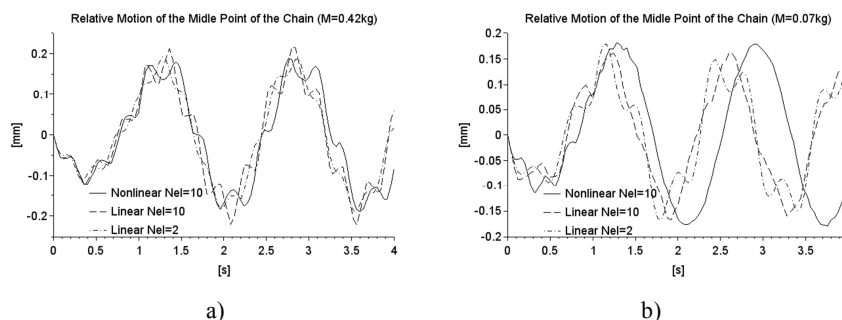 Relative Motion of the Midle Point of the Chain (M=0.42kg)
0.2
0.1
0
-0.1
-0.2
[mm]
Nonlinear Nel=10
Linear Nel=10
Linear Nel=2
0 0.5 1 1.5 2 2.5 3 3.5 4
[s]
a)
Relative Motion of the Midle Point of the Chain (M=0.07kg)
0.2
0.15
0.1
0.05
0
-0.05
-0.1
-0.15
-0.2
[mm]
Nonlinear Nel=10
Linear Nel=10
Linear Nel=2
0 0.5 1 1.5 2 2.5 3 3.5
[s]
b)